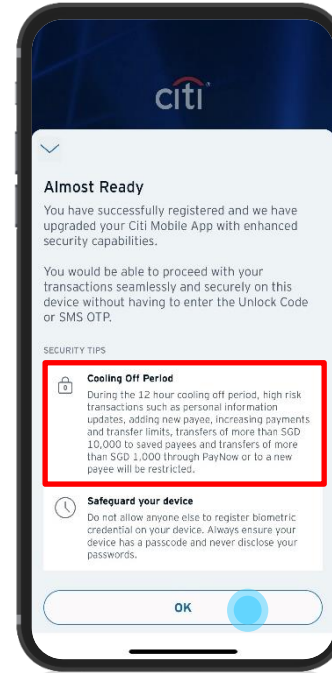 citi
Almost Ready
You have successfully registered and we have
upgraded your Citi Mobile App with enhanced
security capabilities.
You would be able to proceed with your
transactions seamlessly and securely on this
device without having to enter the Unlock Code
or SMS OTP.
SECURITY TIPS
Cooling Off Period
During the 12 hour cooling off period, high risk
transactions such as personal information
updates, adding new payee, increasing payments
and transfer limits, transfers of more than SGD
10,000 to saved payees and transfers of more
than SGD 1,000 through PayNow or to a new
payee will be restricted.
Safeguard your device
Do not allow anyone else to register biometric
credential on your device. Always ensure your
device has a passcode and never disclose your
passwords.
OK